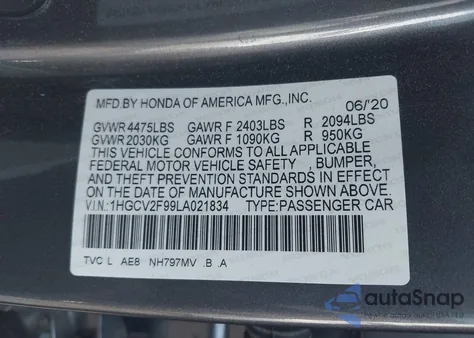 MFD.BY HONDA OF AMERICA MFG.,INC. 06/'20
GVWR 4475LBS GAWR F 2403LBS R 2094LBS
GVWR 2030KG GAWR F 1090KG R 950KG
THIS VEHICLE CONFORMS TO ALL APPLICABLE
FEDERAL MOTOR VEHICLE SAFETY , BUMPER,
AND THEFT PREVENTION STANDARDS IN EFFECT
ON THE DATE OF MANUFACTURE SHOWN ABOVE.
V.I.N:1HGCV2F99LA021834 TYPE:PASSENGER CAR
TVC L AE8 NH797MV .B .A
autoSnap